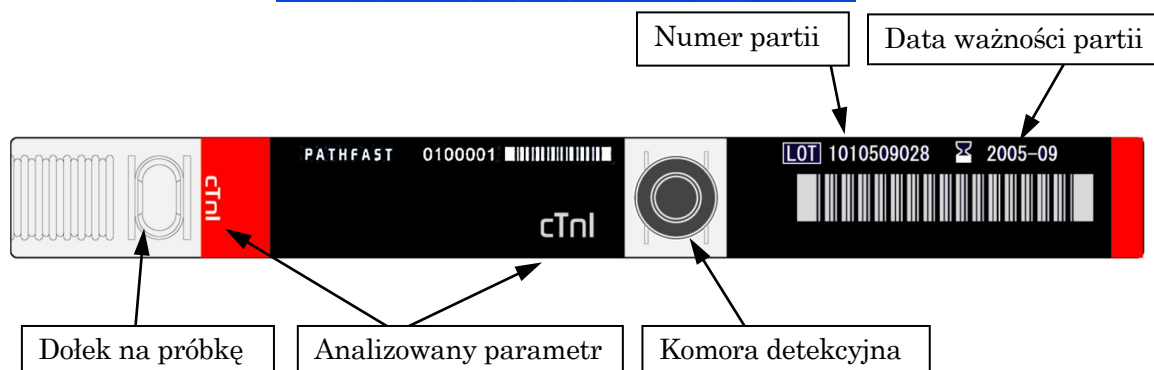 Numer partii
Data ważności partii
PATHFAST 0100001
LOT 1010509028 2005-09
cTnI
cTnI
Dołek na próbkę
Analizowany parametr
Komora detekcyjna